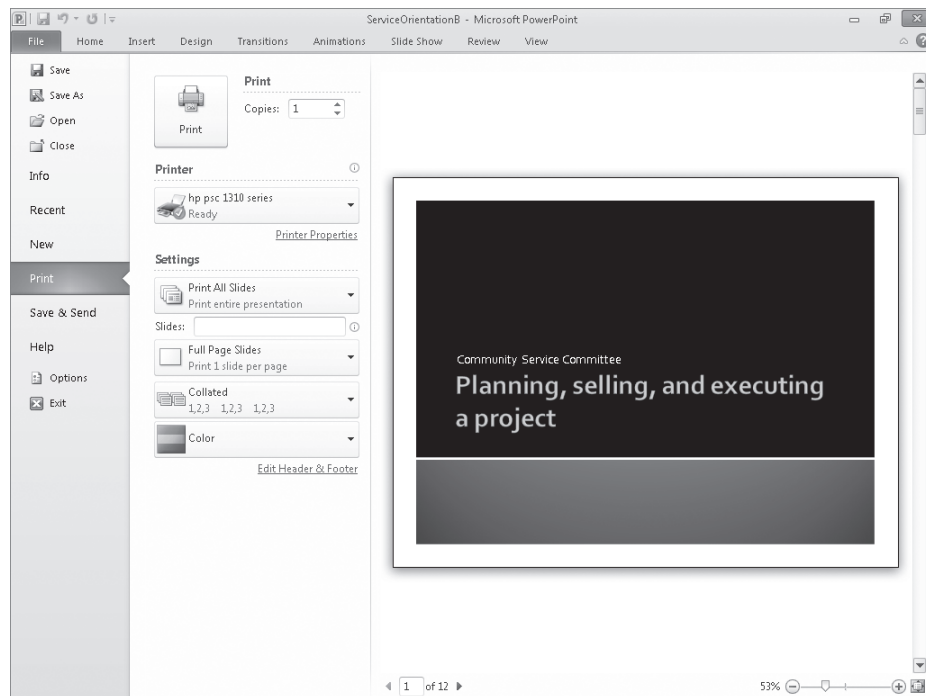 ServiceOrientationB - Microsoft PowerPoint
File Home Insert Design Transitions Animations Slide Show Review View
Save
Save As
Open
Close
Info
Recent
New
Print
Save & Send
Help
Options
Exit
Print
Print
Copies: 1
Printer
hp psc 1310 series
Ready
Printer Properties
Settings
Print All Slides
Print entire presentation
Slides:
Full Page Slides
Print 1 slide per page
Collated
1,2,3 1,2,3 1,2,3
Color
Edit Header & Footer
Community Service Committee
Planning, selling, and executing
a project
1 of 12
53%